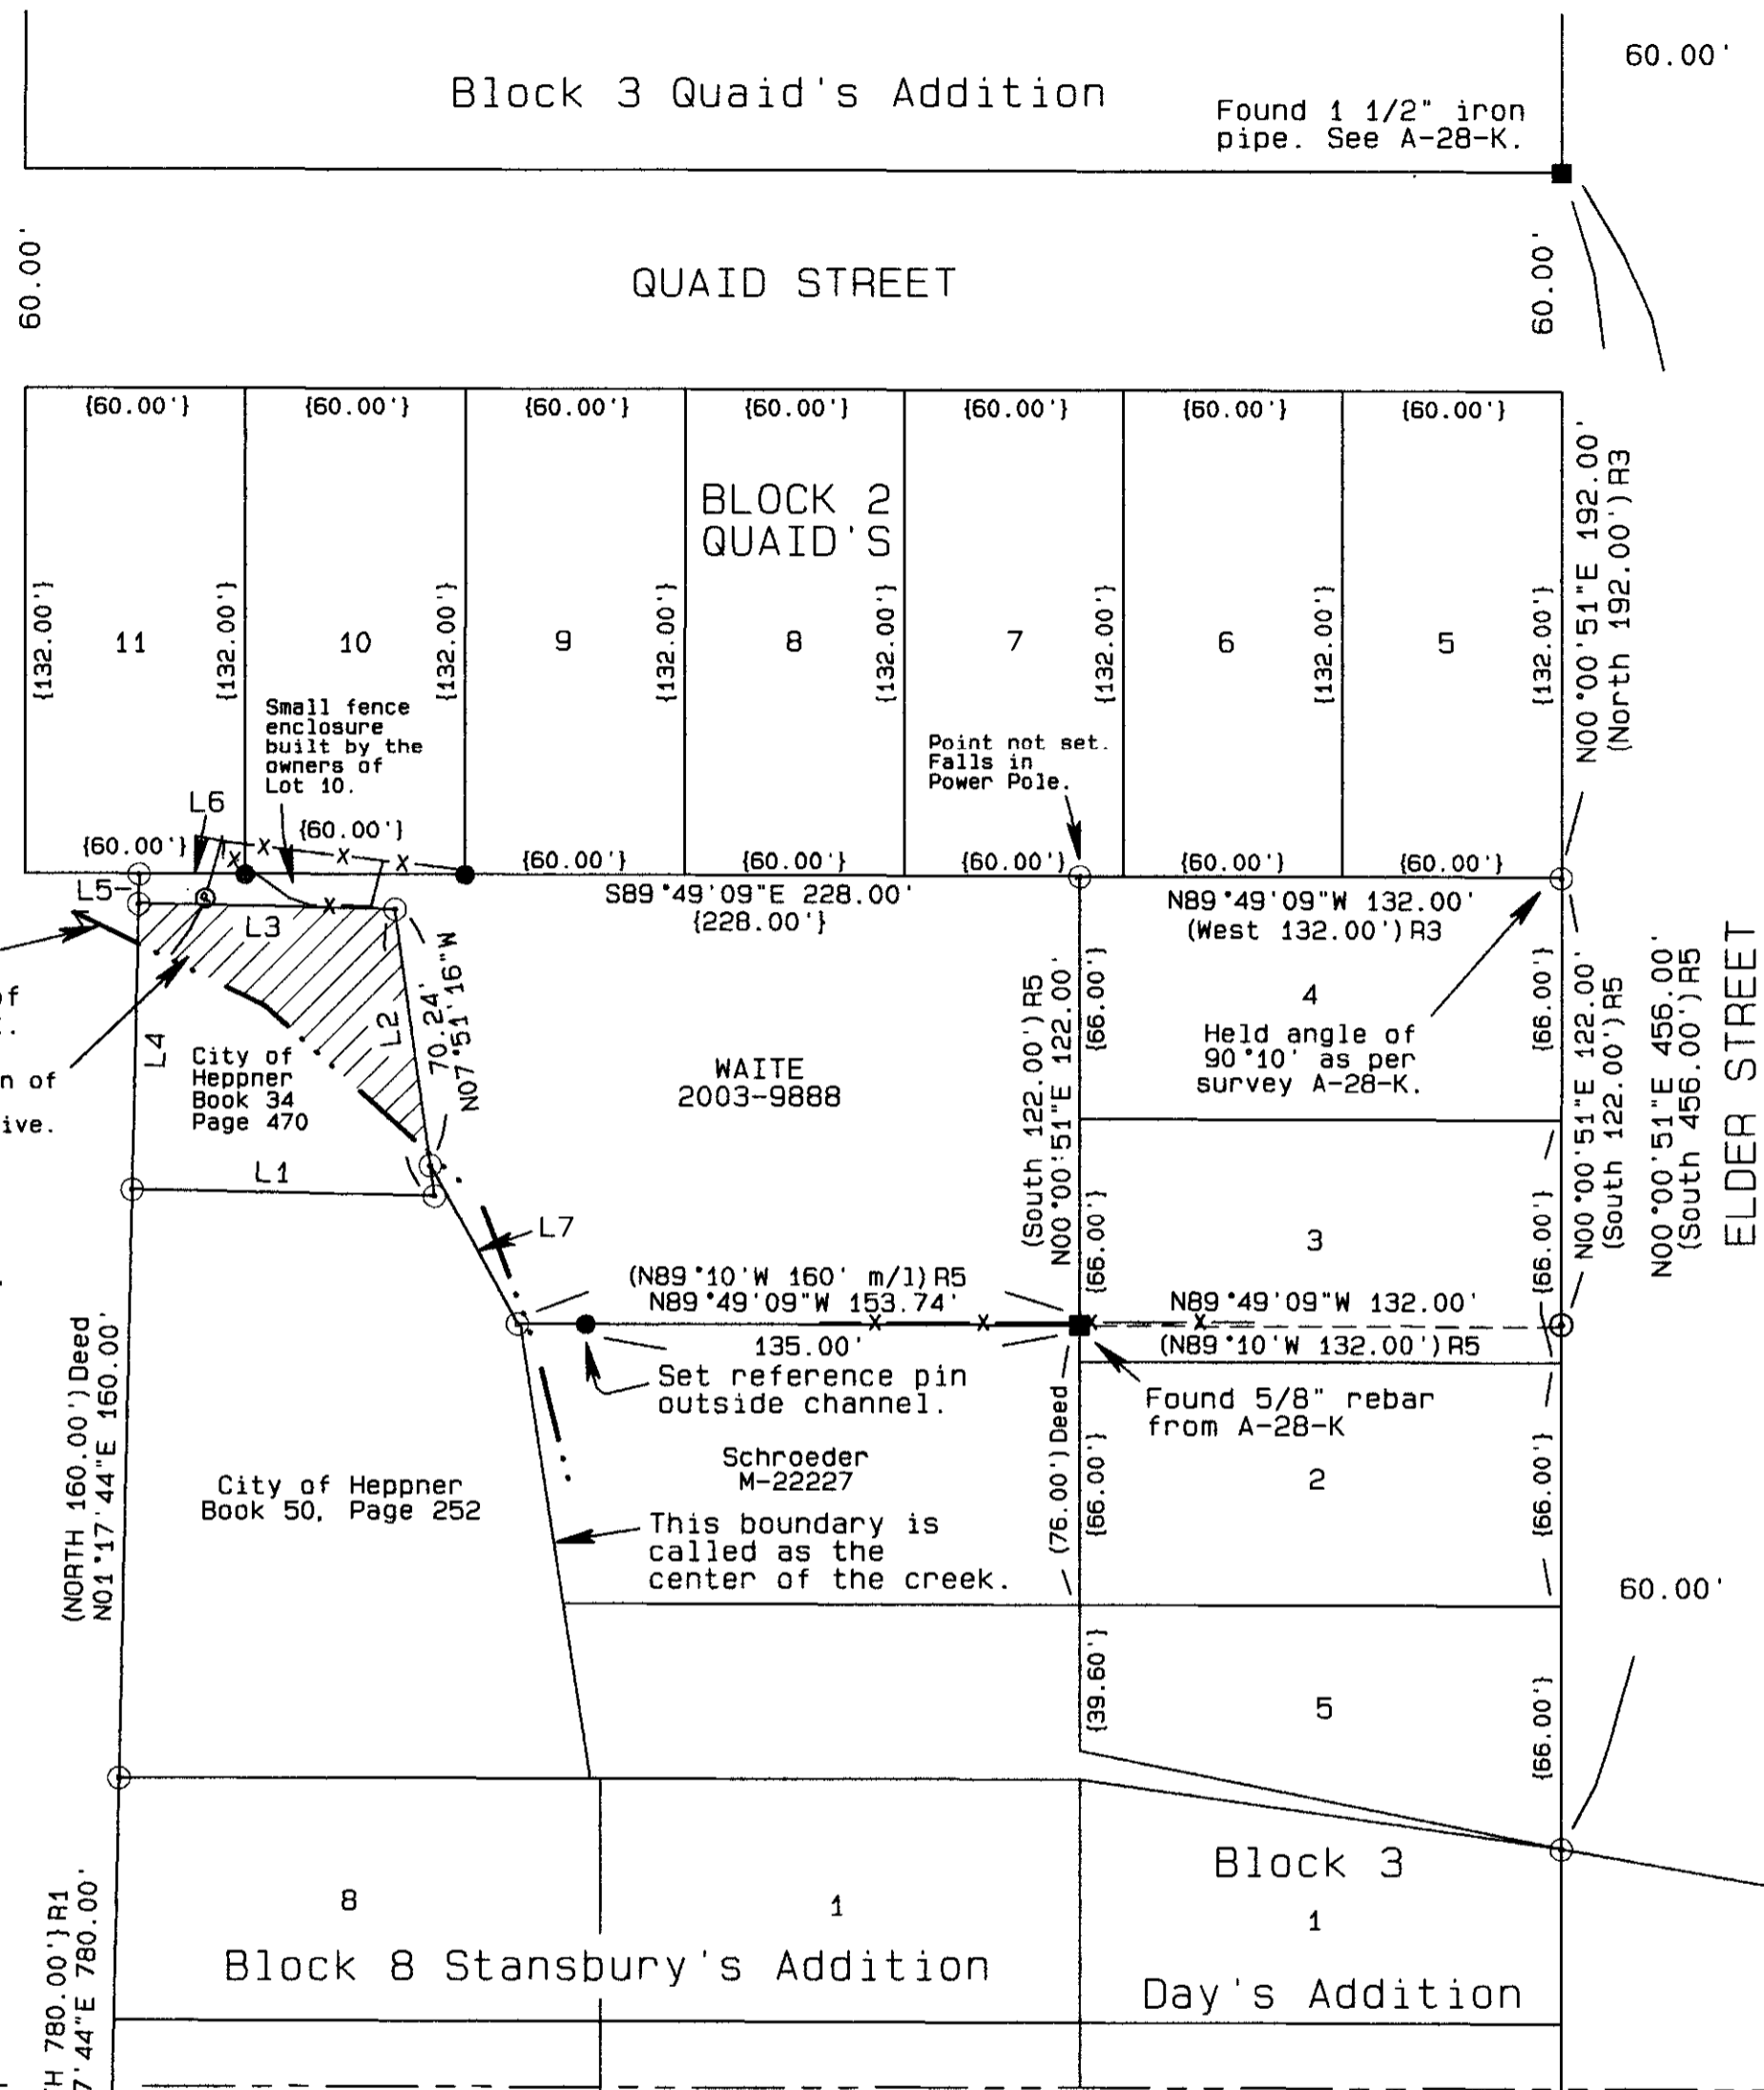 60.00'
Block 3 Quaid's Addition
Found 1 1/2" iron
pipe. See A-28-K.
60.00'
QUAID STREET
60.00'
{60.00'}
{60.00'}
{60.00'}
{60.00'}
{60.00'}
{60.00'}
{60.00'}
BLOCK 2
QUAID'S
N00°00'51"E 192.00'
(North 192.00')R3
{132.00'}
{132.00'}
{132.00'}
{132.00'}
{132.00'}
{132.00'}
{132.00'}
{132.00'}
11
10
9
8
7
6
5
Small fence
enclosure
built by the
owners of
Lot 10.
Point not set.
Falls in
Power Pole.
L6
{60.00'}
{60.00'}
{60.00'}
{60.00'}
{60.00'}
{60.00'}
{60.00'}
L5
L3
S89°49'09"E 228.00'
{228.00'}
N89°49'09"W 132.00'
(West 132.00')R3
of
n of
ive.
L4
L2
70.24'
N07°51'16"W
City of
Heppner
Book 34
Page 470
WAITE
2003-9888
(South 122.00')R5
N00°00'51"E 122.00'
{66.00'}
{66.00'}
4
Held angle of
90°10' as per
survey A-28-K.
N00°00'51"E 122.00'
(South 122.00')R5
N00°00'51"E 456.00'
(South 456.00')R5
ELDER STREET
L1
L7
{66.00'}
{66.00'}
3
(N89°10'W 160' m/l)R5
N89°49'09"W 153.74'
N89°49'09"W 132.00'
135.00'
(N89°10'W 132.00')R5
Set reference pin
outside channel.
Found 5/8" rebar
from A-28-K
(NORTH 160.00')Deed
N01°17'44"E 160.00'
City of Heppner
Book 50, Page 252
Schroeder
M-22227
(76.00')Deed
{66.00'}
{66.00'}
2
This boundary is
called as the
center of the creek.
60.00'
{39.60'}
5
{66.00'}
Block 3
8
1
1
Block 8 Stansbury's Addition
Day's Addition
TH 780.00'}R1
7'44"E 780.00'